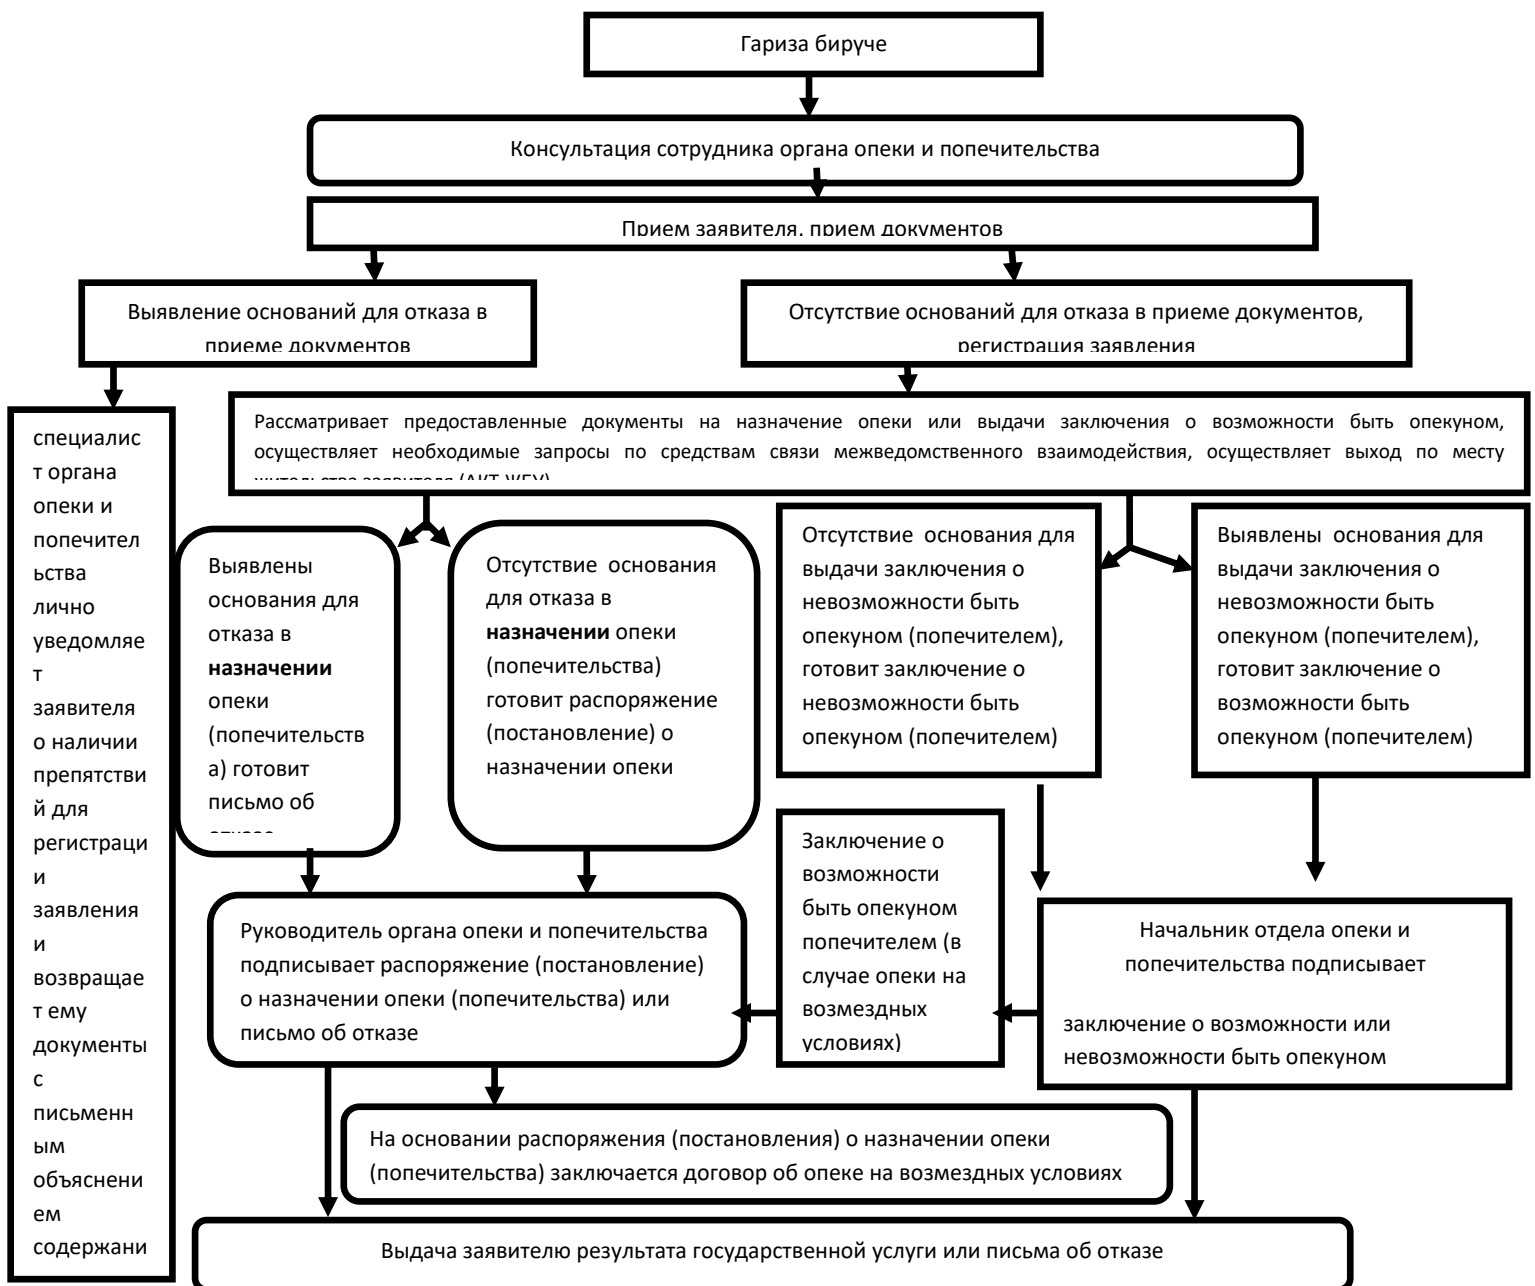 Гариза бирүче
Консультация сотрудника органа опеки и попечительства
Прием заявителя, прием документов
Выявление оснований для отказа в
приеме документов
Отсутствие оснований для отказа в приеме документов,
регистрация заявления
специалис
т органа
опеки и
попечител
ьства
лично
уведомляе
т
заявителя
о наличии
препятстви
й для
регистраци
и
заявления
и
возвращае
т ему
документы
с
письменн
ым
объяснени
ем
содержани
Рассматривает предоставленные документы на назначение опеки или выдачи заключения о возможности быть опекуном,
осуществляет необходимые запросы по средствам связи межведомственного взаимодействия, осуществляет выход по месту
жительства заявителя (АКТ ЖБУ)
Выявлены
основания для
отказа в
назначении
опеки
(попечительств
а) готовит
письмо об
отказе
Отсутствие основания
для отказа в
назначении опеки
(попечительства)
готовит распоряжение
(постановление) о
назначении опеки
Отсутствие основания для
выдачи заключения о
невозможности быть
опекуном (попечителем),
готовит заключение о
невозможности быть
опекуном (попечителем)
Выявлены основания для
выдачи заключения о
невозможности быть
опекуном (попечителем),
готовит заключение о
возможности быть
опекуном (попечителем)
Руководитель органа опеки и попечительства
подписывает распоряжение (постановление)
о назначении опеки (попечительства) или
письмо об отказе
Заключение о
возможности
быть опекуном
попечителем (в
случае опеки на
возмездных
условиях)
Начальник отдела опеки и
попечительства подписывает
заключение о возможности или
невозможности быть опекуном
На основании распоряжения (постановления) о назначении опеки
(попечительства) заключается договор об опеке на возмездных условиях
Выдача заявителю результата государственной услуги или письма об отказе